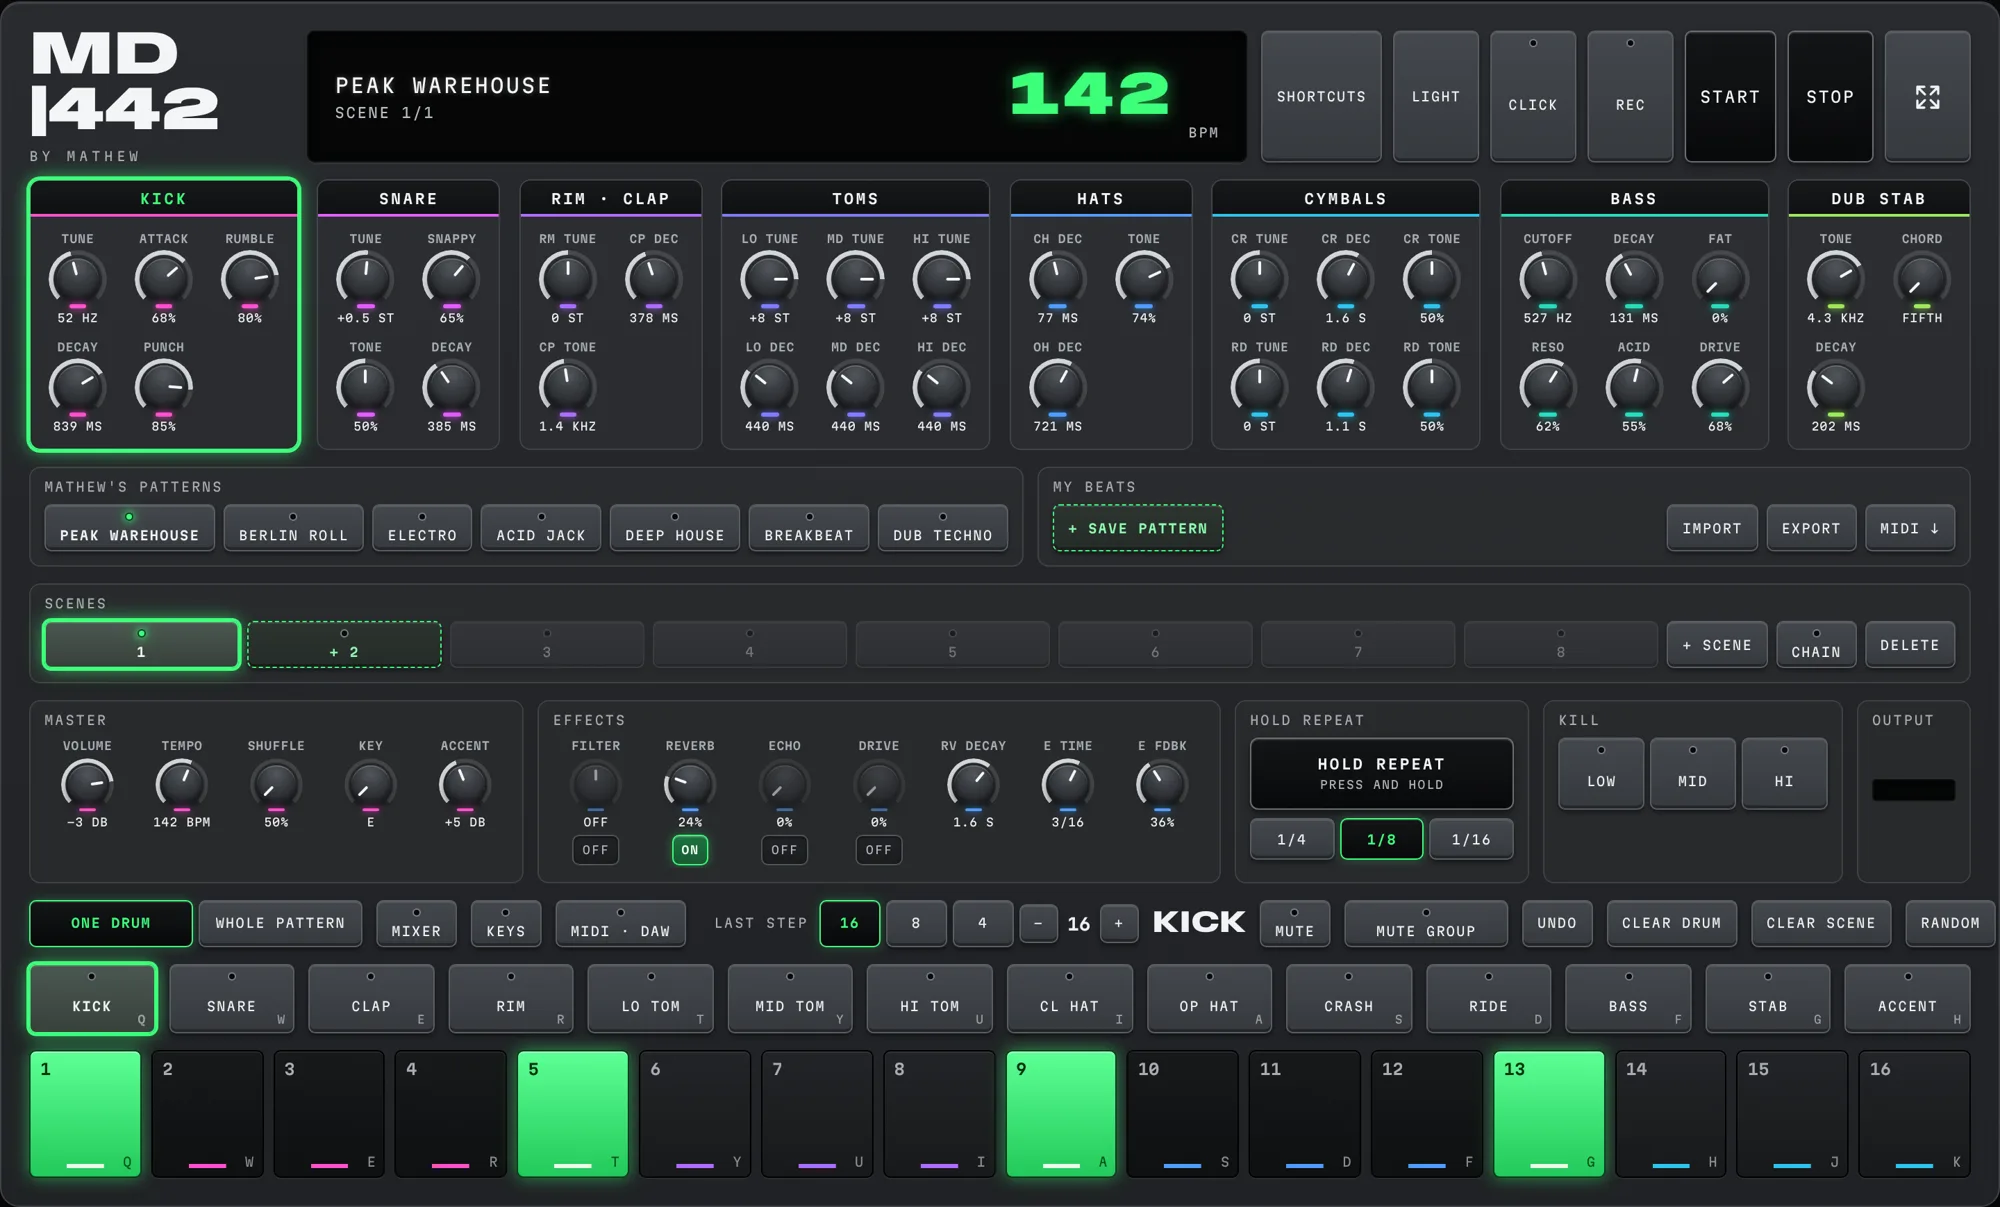 MD
|442
BY MATHEW
PEAK WAREHOUSE
SCENE 1/1
142
BPM
SHORTCUTS
LIGHT
CLICK
REC
START
STOP
KICK
TUNE ATTACK RUMBLE
52 HZ 68% 80%
DECAY PUNCH
839 MS 85%
SNARE
TUNE SNAPPY
+0.5 ST 65%
TONE DECAY
50% 385 MS
RIM · CLAP
RM TUNE CP DEC
0 ST 378 MS
CP TONE
1.4 KHZ
TOMS
LO TUNE MD TUNE HI TUNE
+8 ST +8 ST +8 ST
LO DEC MD DEC HI DEC
440 MS 440 MS 440 MS
HATS
CH DEC TONE
77 MS 74%
OH DEC
721 MS
CYMBALS
CR TUNE CR DEC CR TONE
0 ST 1.6 S 50%
RD TUNE RD DEC RD TONE
0 ST 1.1 S 50%
BASS
CUTOFF DECAY FAT
527 HZ 131 MS 0%
RESO ACID DRIVE
62% 55% 68%
DUB STAB
TONE CHORD
4.3 KHZ FIFTH
DECAY
202 MS
MATHEW'S PATTERNS
PEAK WAREHOUSE BERLIN ROLL ELECTRO ACID JACK DEEP HOUSE BREAKBEAT DUB TECHNO
MY BEATS
+ SAVE PATTERN IMPORT EXPORT MIDI ↓
SCENES
1 + 2 3 4 5 6 7 8 + SCENE CHAIN DELETE
MASTER
VOLUME TEMPO SHUFFLE KEY ACCENT
−3 DB 142 BPM 50% E +5 DB
EFFECTS
FILTER REVERB ECHO DRIVE RV DECAY E TIME E FDBK
OFF 24% 0% 0% 1.6 S 3/16 36%
OFF ON OFF OFF
HOLD REPEAT
HOLD REPEAT
PRESS AND HOLD
1/4 1/8 1/16
KILL
LOW MID HI
OUTPUT
ONE DRUM WHOLE PATTERN MIXER KEYS MIDI · DAW LAST STEP 16 8 4 − 16 + KICK MUTE MUTE GROUP UNDO CLEAR DRUM CLEAR SCENE RANDOM
KICK Q SNARE W CLAP E RIM R LO TOM T MID TOM Y HI TOM U CL HAT I OP HAT A CRASH S RIDE D BASS F STAB G ACCENT H
1 2 3 4 5 6 7 8 9 10 11 12 13 14 15 16
Q W E R T Y U I A S D F G H J K